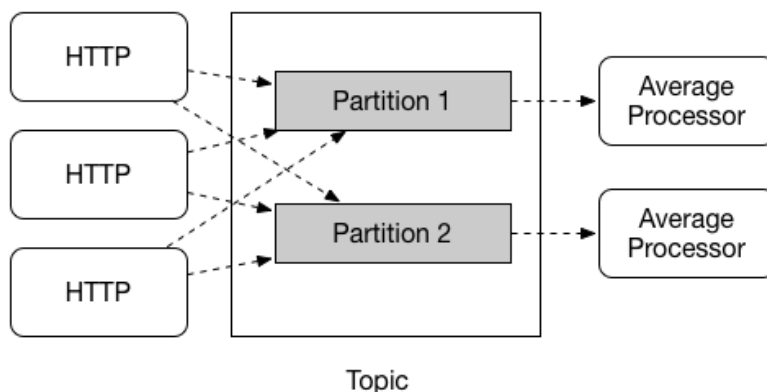 HTTP
HTTP
HTTP
Partition 1
Partition 2
Average
Processor
Average
Processor
Topic